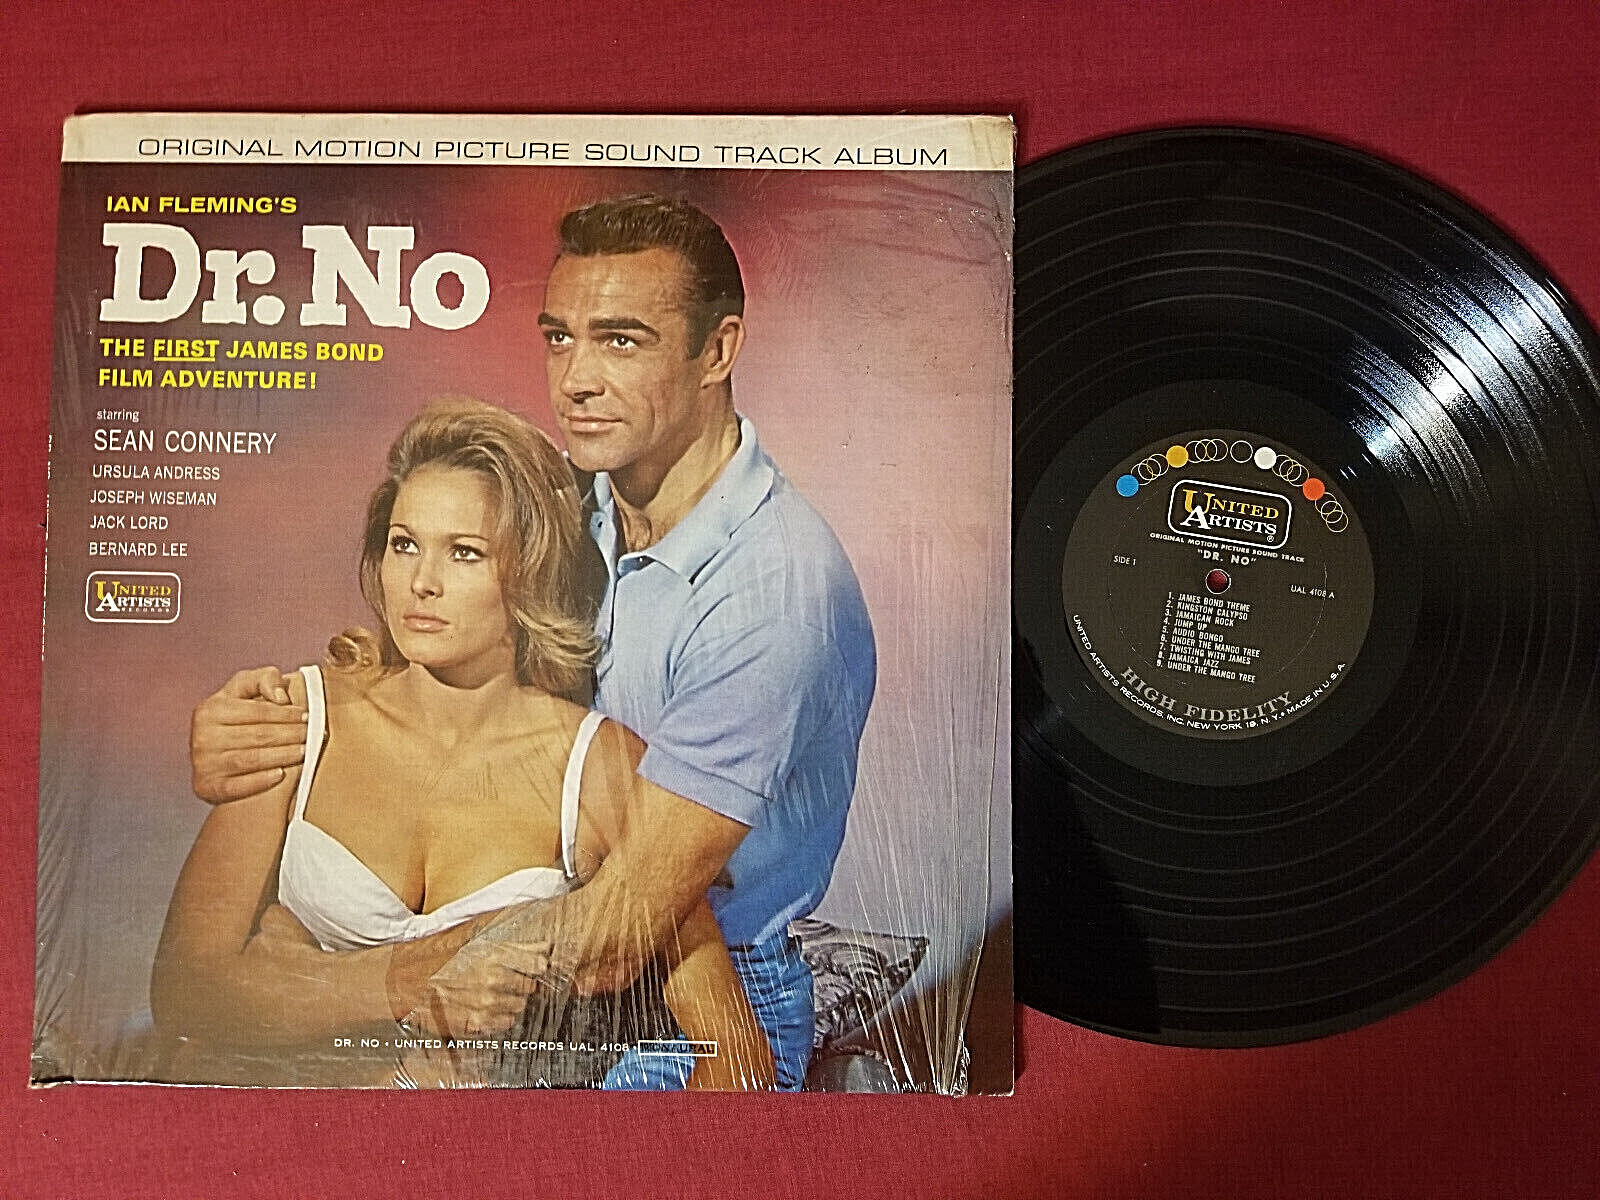 ORIGINAL MOTION PICTURE SOUND TRACK ALBUM
IAN FLEMING'S
Dr. No
THE FIRST JAMES BOND
FILM ADVENTURE!
starring
SEAN CONNERY
URSULA ANDRESS
JOSEPH WISEMAN
JACK LORD
BERNARD LEE
UNITED
ARTISTS
RECORDS
DR. NO • UNITED ARTISTS RECORDS UAL 4108 • MONAURAL
UNITED
ARTISTS ®
ORIGINAL MOTION PICTURE SOUND TRACK
"DR. NO"
SIDE 1
UAL 4108 A
1. JAMES BOND THEME
2. KINGSTON CALYPSO
3. JAMAICAN ROCK
4. JUMP UP
5. AUDIO BONGO
6. UNDER THE MANGO TREE
7. TWISTING WITH JAMES
8. JAMAICA JAZZ
9. UNDER THE MANGO TREE
HIGH FIDELITY
UNITED ARTISTS RECORDS, INC. NEW YORK 19, N. Y. • MADE IN U. S. A.